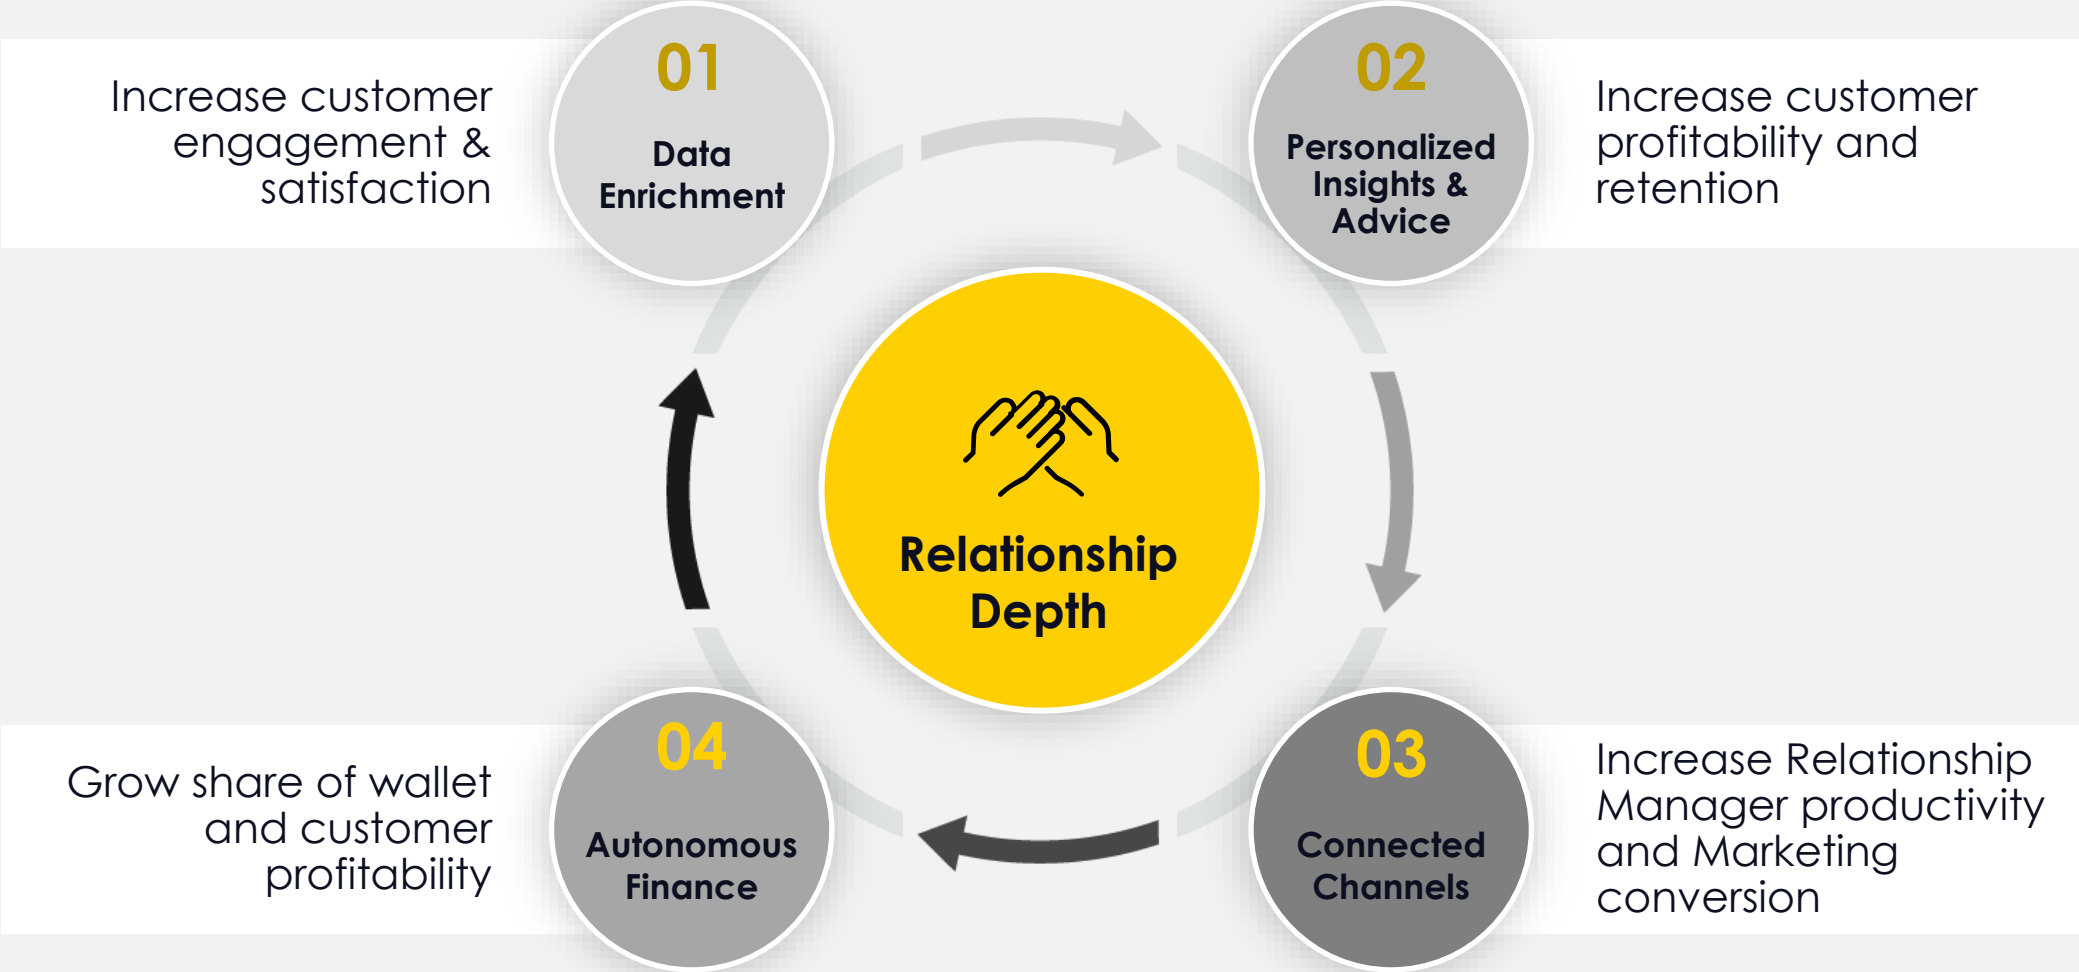 Increase customer
engagement &
satisfaction
01
Data
Enrichment
02
Personalized
Insights &
Advice
Increase customer
profitability and
retention
Relationship
Depth
Grow share of wallet
and customer
profitability
04
Autonomous
Finance
03
Connected
Channels
Increase Relationship
Manager productivity
and Marketing
conversion